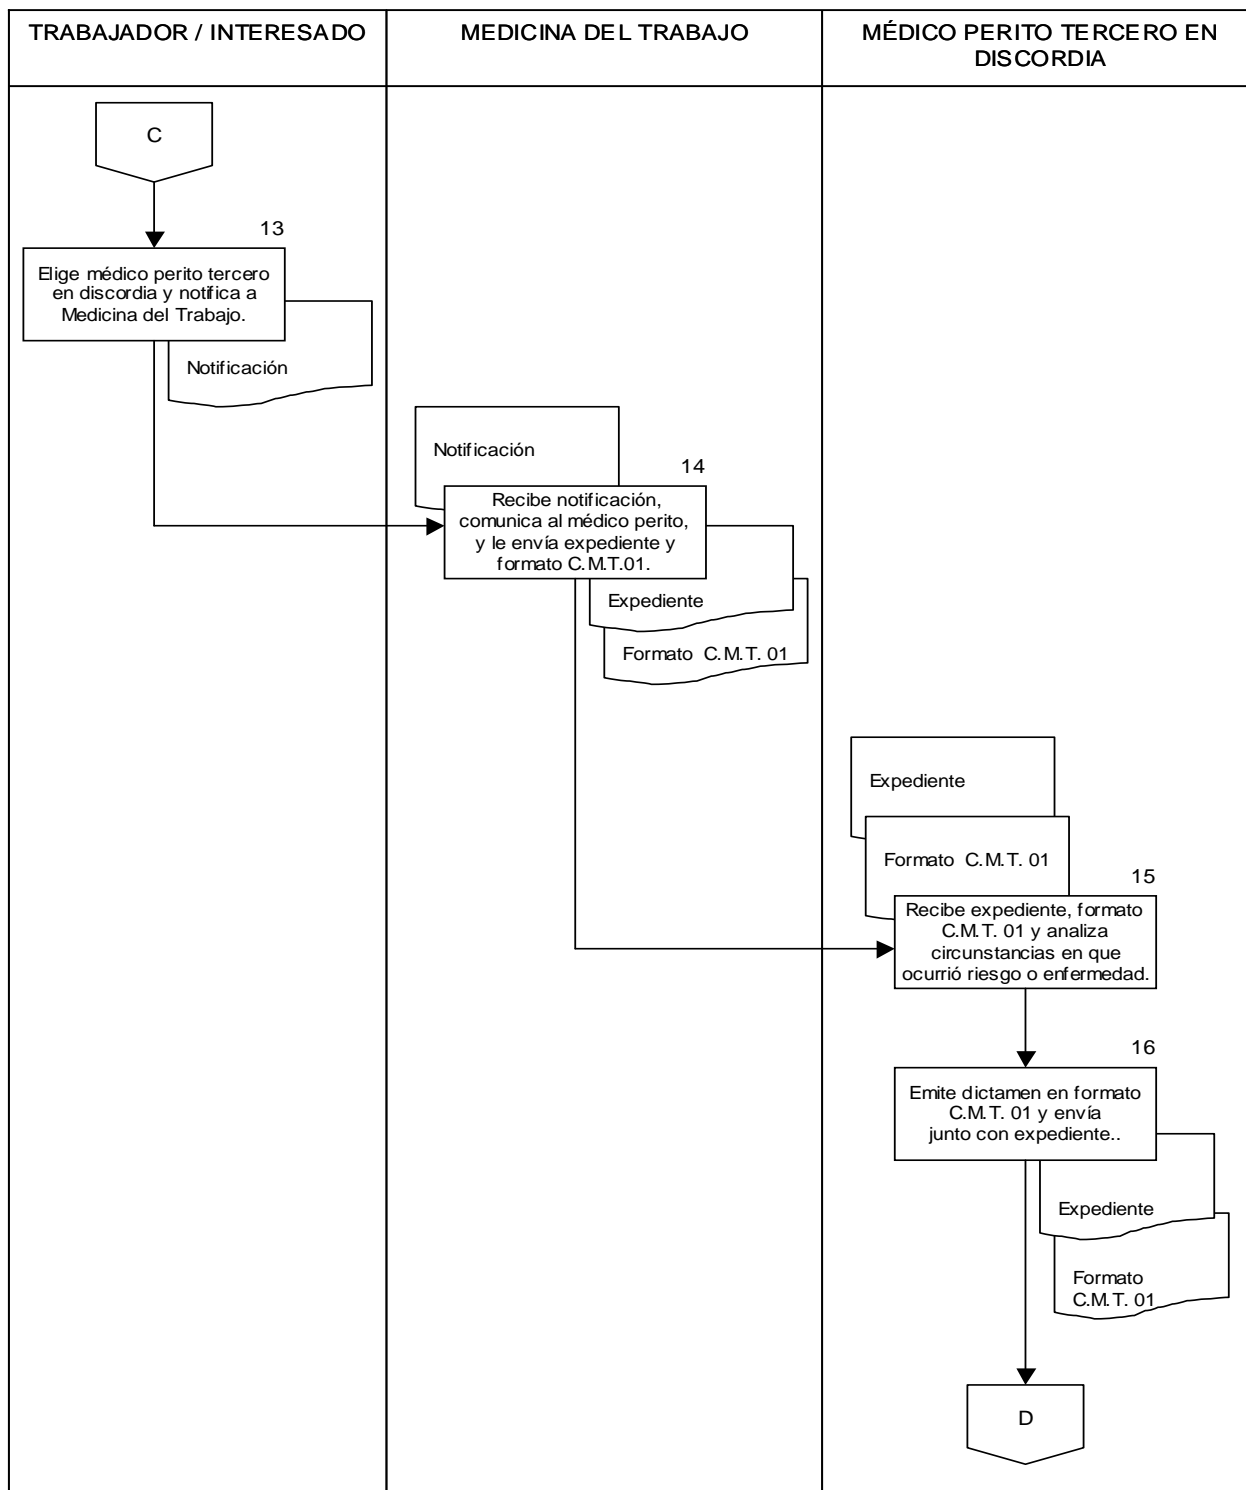 TRABAJADOR / INTERESADO
MEDICINA DEL TRABAJO
MÉDICO PERITO TERCERO EN
DISCORDIA
C
13
Elige médico perito tercero
en discordia y notifica a
Medicina del Trabajo.
Notificación
Notificación
14
Recibe notificación,
comunica al médico perito,
y le envía expediente y
formato C.M.T.01.
Expediente
Formato C.M.T. 01
Expediente
Formato C.M.T. 01
15
Recibe expediente, formato
C.M.T. 01 y analiza
circunstancias en que
ocurrió riesgo o enfermedad.
16
Emite dictamen en formato
C.M.T. 01 y envía
junto con expediente..
Expediente
Formato
C.M.T. 01
D